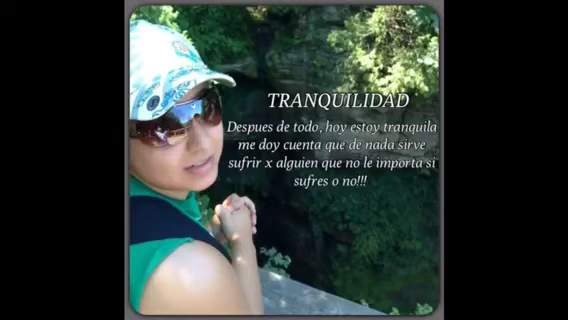 TRANQUILIDAD
Despues de todo, hoy estoy tranquila
me doy cuenta que de nada sirve
sufrir x alguien que no le importa si
sufres o no!!!